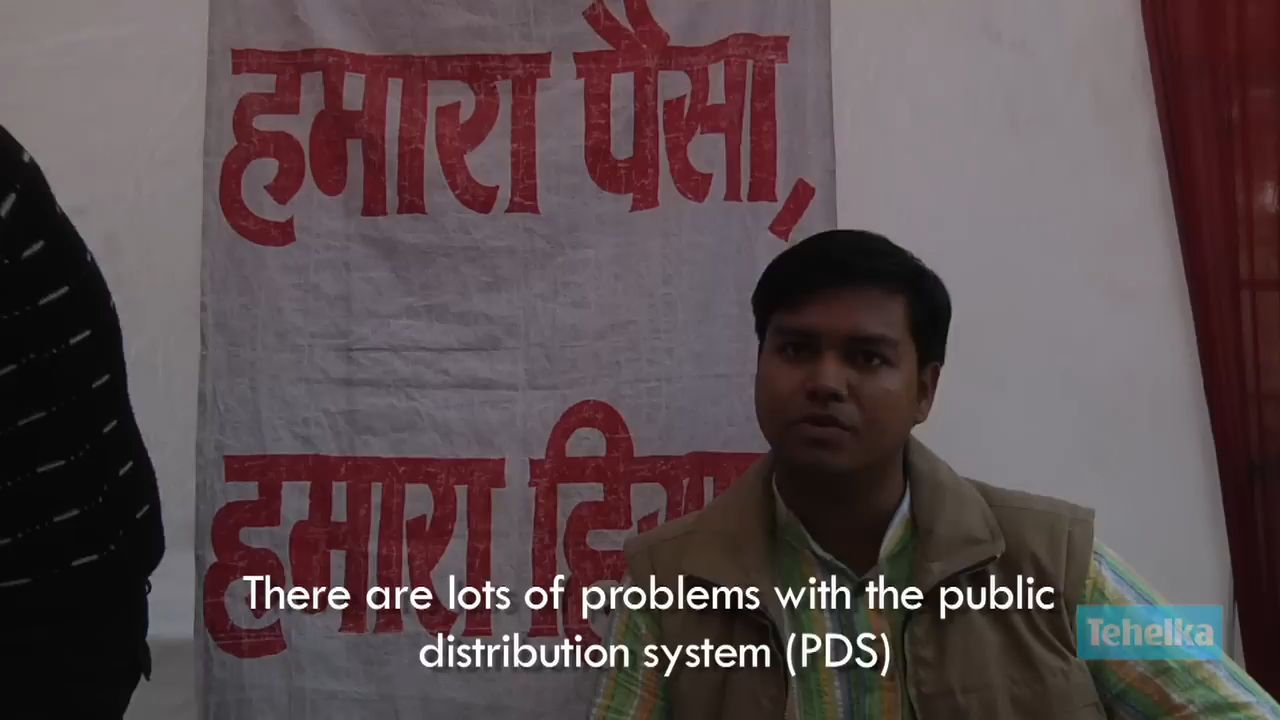 हमारा पैसा,
हमारा
There are lots of problems with the public
distribution system (PDS)
Tehelka